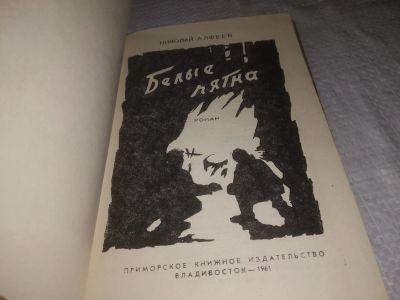 НИКОЛАЙ АЛФЕЕВ
Белые
пятна
РОМАН
ПРИМОРСКОЕ КНИЖНОЕ ИЗДАТЕЛЬСТВО
ВЛАДИВОСТОК — 1961